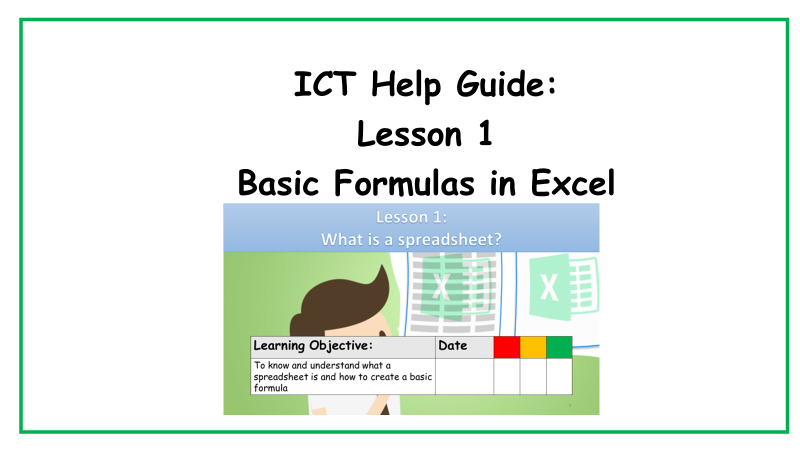 ICT Help Guide:
Lesson 1
Basic Formulas in Excel
Lesson 1:
What is a spreadsheet?
X X
Learning Objective: Date
To know and understand what a
spreadsheet is and how to create a basic
formula